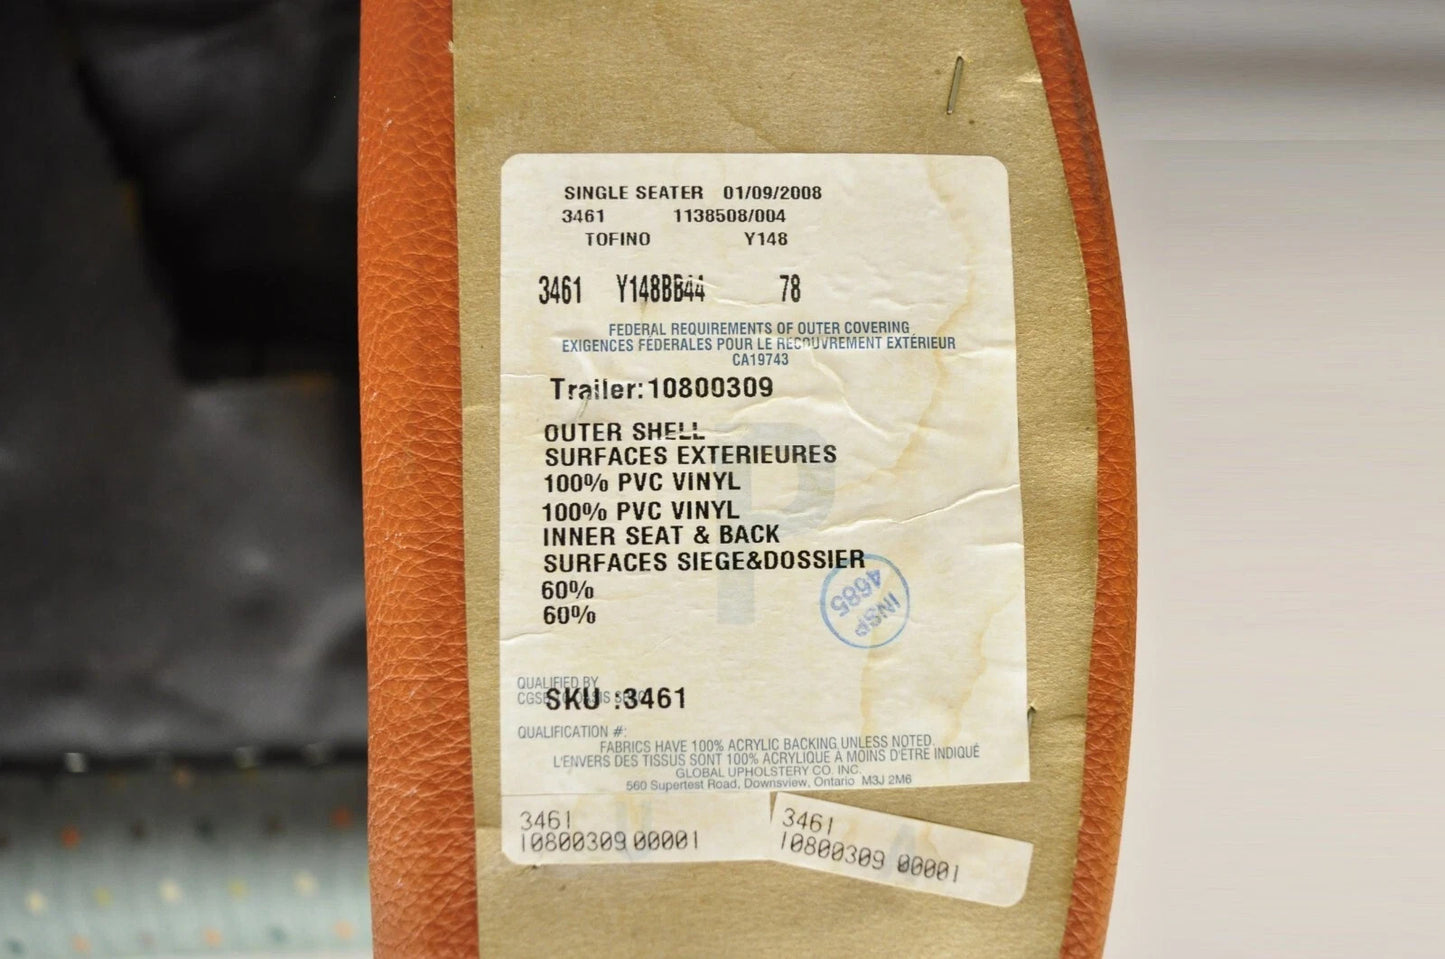 SINGLE SEATER 01/09/2008
3461 1138508/004
TOFINO Y148
3461 Y148BB44 78
FEDERAL REQUIREMENTS OF OUTER COVERING
EXIGENCES FÉDERALES POUR LE RECOUVREMENT EXTÉRIEUR
CA19743
Trailer:10800309
OUTER SHELL
SURFACES EXTERIEURES
100% PVC VINYL
100% PVC VINYL
INNER SEAT & BACK
SURFACES SIEGE&DOSSIER
60%
60%
INSP
4685
QUALIFIED BY
SKU :3461
QUALIFICATION #:
FABRICS HAVE 100% ACRYLIC BACKING UNLESS NOTED.
L'ENVERS DES TISSUS SONT 100% ACRYLIQUE A MOINS D'ÊTRE INDIQUÉ
GLOBAL UPHOLSTERY CO. INC.
560 Supertest Road, Downsview, Ontario M3J 2M6
3461
10800309 00001
3461
10800309 00001